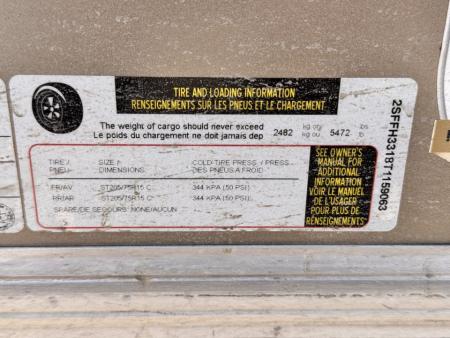 TIRE AND LOADING INFORMATION
RENSEIGNEMENTS SUR LES PNEUS ET LE CHARGEMENT
The weight of cargo should never exceed
Le poids du chargement ne doit jamais dep
2482 kg or/ kg ou 5472 lbs lb
TIRE / PNEU
SIZE / DIMENSIONS
COLD TIRE PRESS. / PRESS. DES PNEUS A FROID
FR/AV ST205/75R15 C 344 KPA (50 PSI)
RR/AR ST205/75R15 C 344 KPA (50 PSI)
SPARE/DE SECOURS NONE/AUCUN
SEE OWNER'S
MANUAL FOR
ADDITIONAL
INFORMATION
VOIR LE MANUEL
DE L'USAGER
POUR PLUS DE
RENSEIGNEMENTS
2SFFH3318T1159063